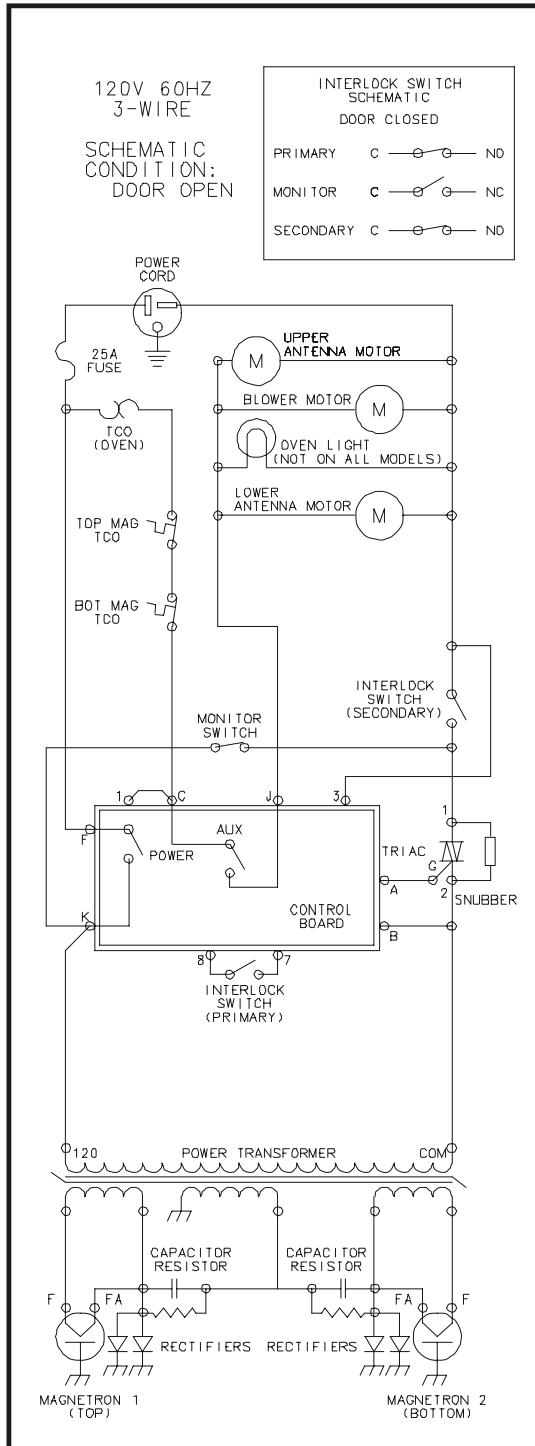 120V 60HZ
3-WIRE
SCHEMATIC
CONDITION:
DOOR OPEN
INTERLOCK SWITCH
SCHEMATIC
DOOR CLOSED
PRIMARY C NO
MONITOR C NC
SECONDARY C NO
POWER
CORD
25A
FUSE
UPPER
ANTENNA MOTOR
M
BLOWER MOTOR
M
TCO
(OVEN)
OVEN LIGHT
(NOT ON ALL MODELS)
LOWER
ANTENNA MOTOR
M
TOP MAG
TCO
BOT MAG
TCO
INTERLOCK
SWITCH
(SECONDARY)
MONITOR
SWITCH
1 C J 3
1
F
POWER
AUX
TRIAC
G
A
2
SNUBBER
K
CONTROL
BOARD
B
8 7
INTERLOCK
SWITCH
(PRIMARY)
120 POWER TRANSFORMER COM
CAPACITOR
RESISTOR
CAPACITOR
RESISTOR
F FA
FA F
RECTIFIERS RECTIFIERS
MAGNETRON 1
(TOP)
MAGNETRON 2
(BOTTOM)